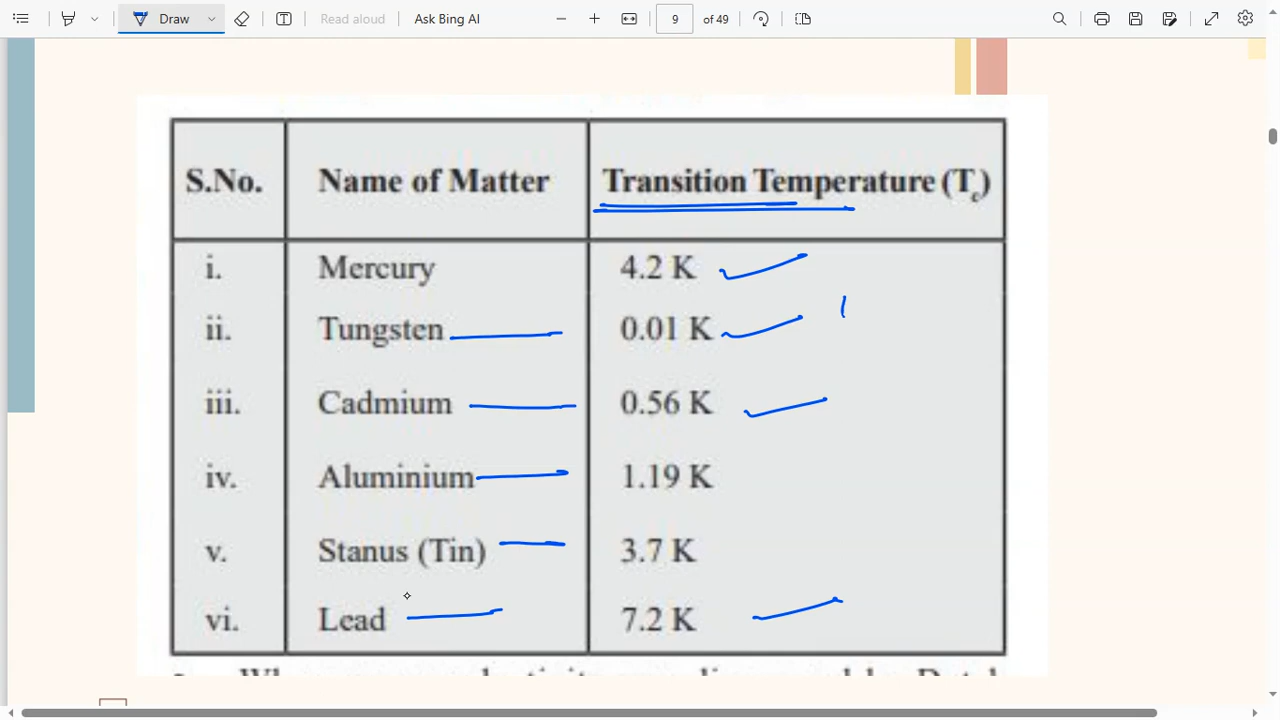 Draw
Read aloud
Ask Bing AI
9 of 49
S.No. Name of Matter Transition Temperature (Tc)
i. Mercury 4.2 K
ii. Tungsten 0.01 K
iii. Cadmium 0.56 K
iv. Aluminium 1.19 K
v. Stanus (Tin) 3.7 K
vi. Lead 7.2 K